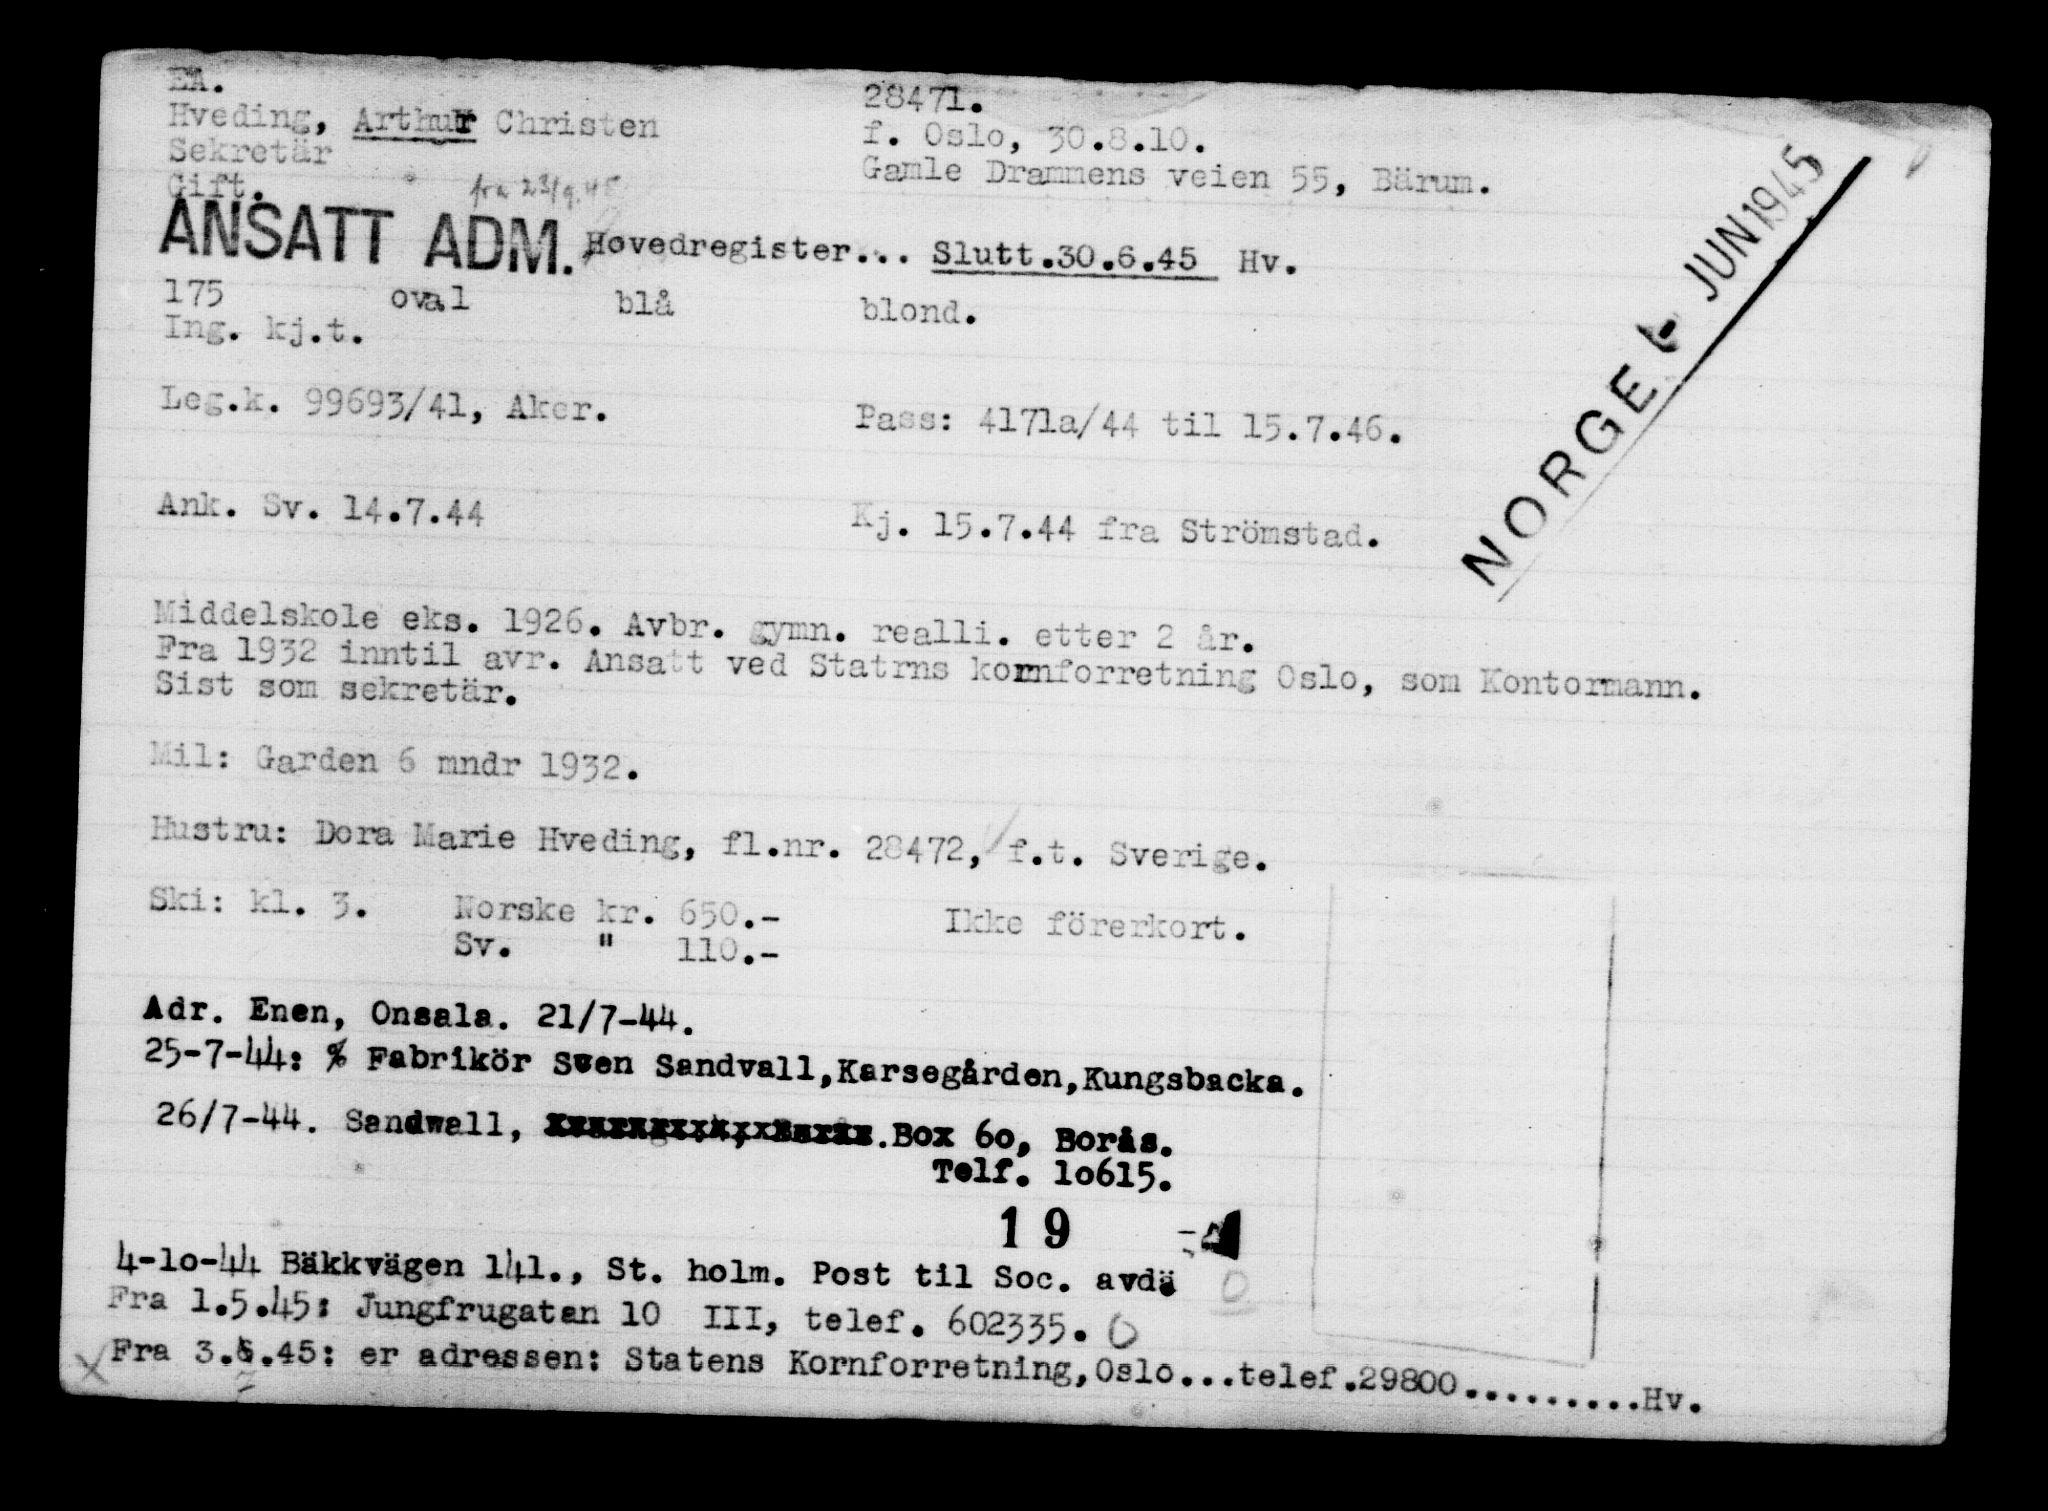 EA. 28471.
Hveding, Arthur Christen f. Oslo, 30.8.10.
Sekretär Gamle Drammens veien 55, Bärum.
Gift. fra
ANSATT ADM. Hovedregister... Slutt.30.6.45 Hv.
175 oval blå blond.
Ing. kj.t.
NORGE JUN 1945
Leg.k. 99693/41, Aker. Pass: 4171a/44 til 15.7.46.
Ank. Sv. 14.7.44 Kj. 15.7.44 fra Strömstad.
Middelskole eks. 1926. Avbr. gymn. realli. etter 2 år.
Fra 1932 inntil avr. Ansatt ved Statrns kornforretning Oslo, som Kontormann.
Sist som sekretär.
Mil: Garden 6 mndr 1932.
Hustru: Dora Marie Hveding, fl.nr. 28472, f.t. Sverige.
Ski: kl. 3. Norske kr. 650.- Ikke förerkort.
Sv. " 110.-
Adr. Enen, Onsala. 21/7-44.
25-7-44: % Fabrikör Swen Sandvall,Karsegården,Kungsbacka.
26/7-44. Sandwall, Box 6o, Borås.
Telf. 1o615.
19
4-1o-44 Bäkkvägen 141., St. holm. Post til Soc. avd
Fra 1.5.45: Jungfrugatan 10 III, telef. 602335.
Fra 3. .45: er adressen: Statens Kornforretning,Oslo...telef.29800.........Hv.